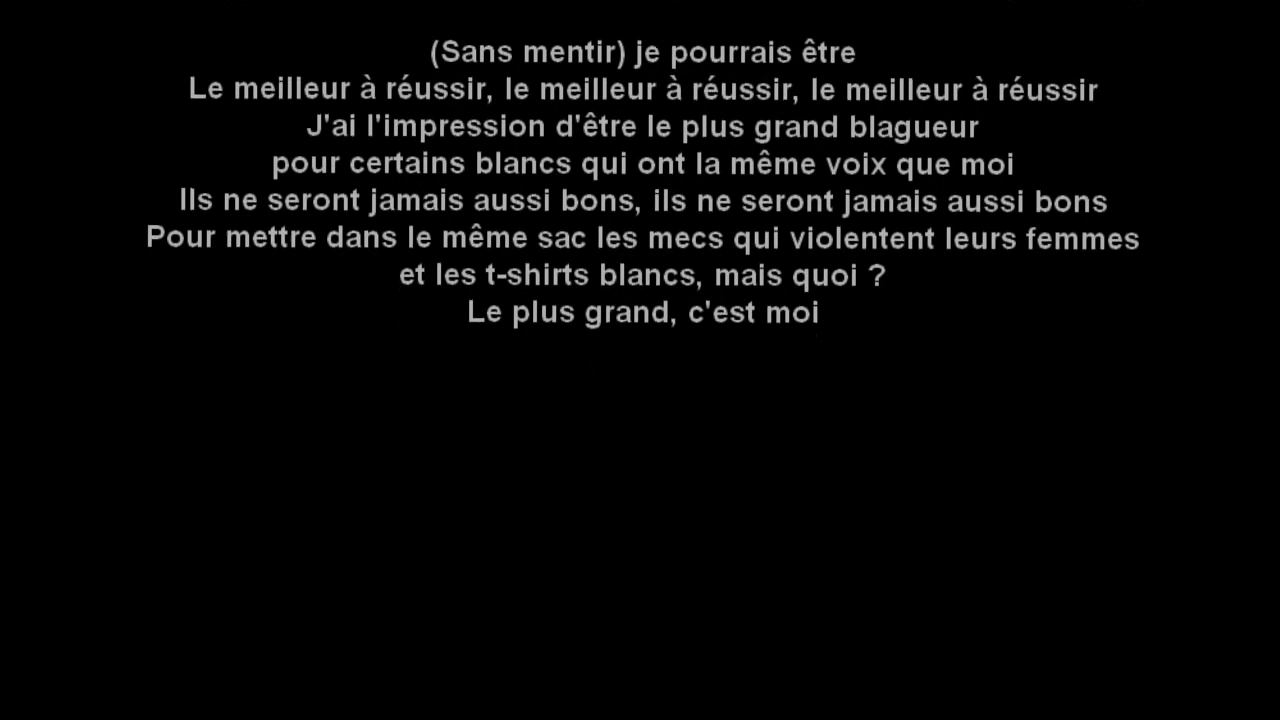 (Sans mentir) je pourrais être
Le meilleur à réussir, le meilleur à réussir, le meilleur à réussir
J'ai l'impression d'être le plus grand blagueur
pour certains blancs qui ont la même voix que moi
Ils ne seront jamais aussi bons, ils ne seront jamais aussi bons
Pour mettre dans le même sac les mecs qui violentent leurs femmes
et les t-shirts blancs, mais quoi ?
Le plus grand, c'est moi